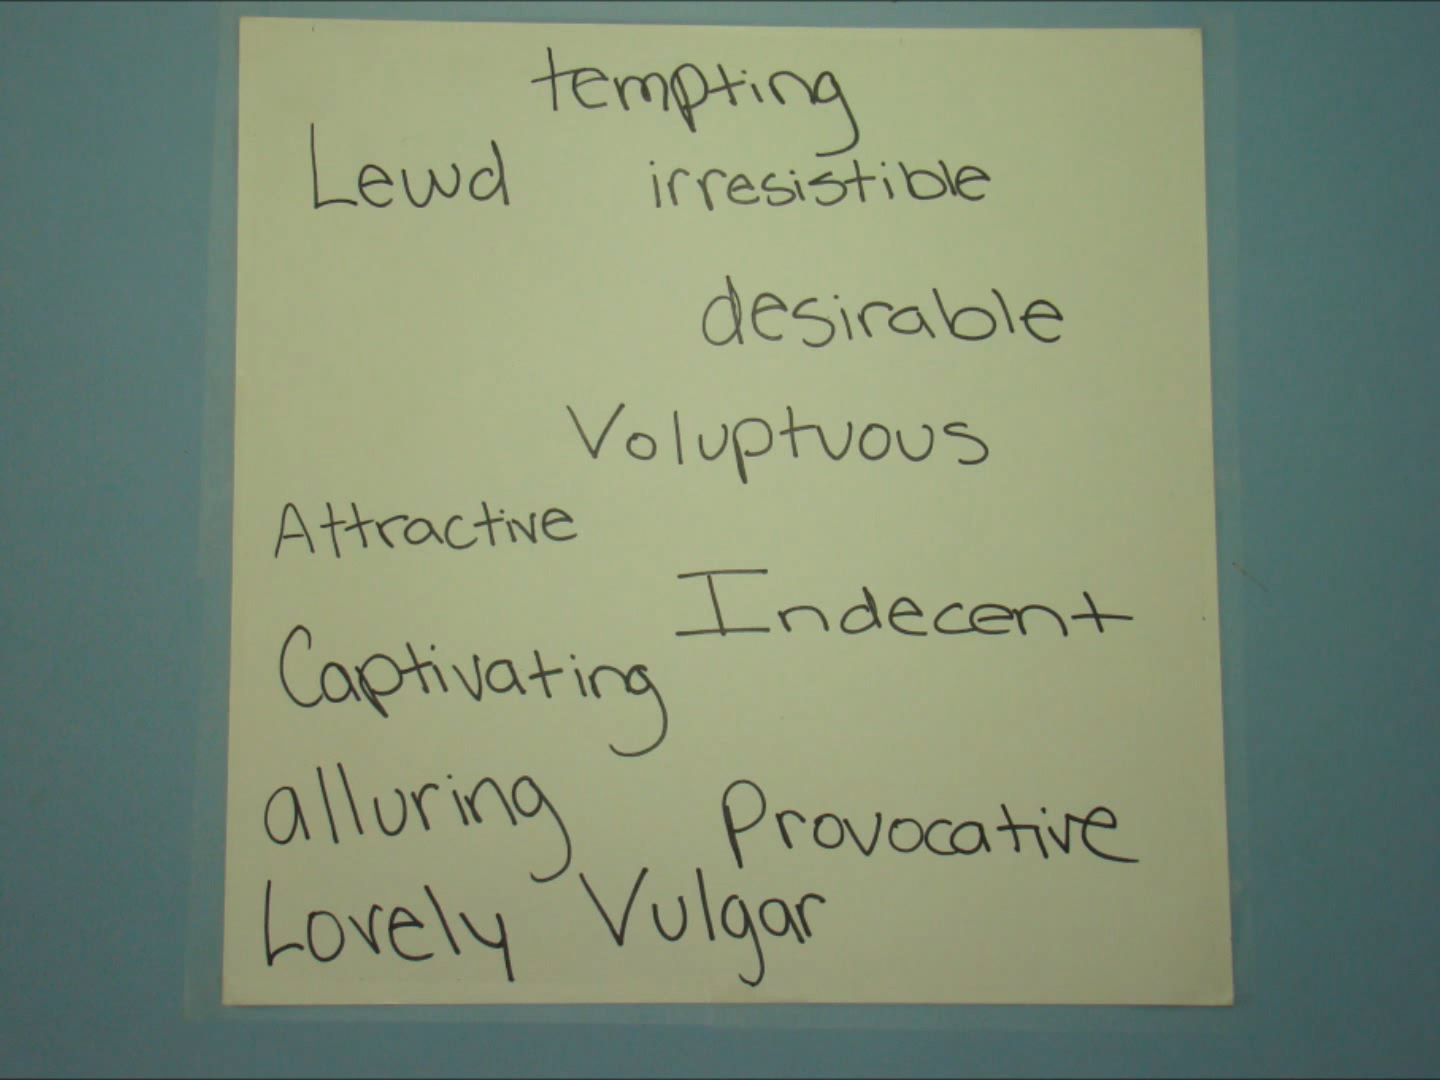 tempting
Lewd irresistible
desirable
Voluptuous
Attractive
Indecent
Captivating
alluring Provocative
Lovely Vulgar